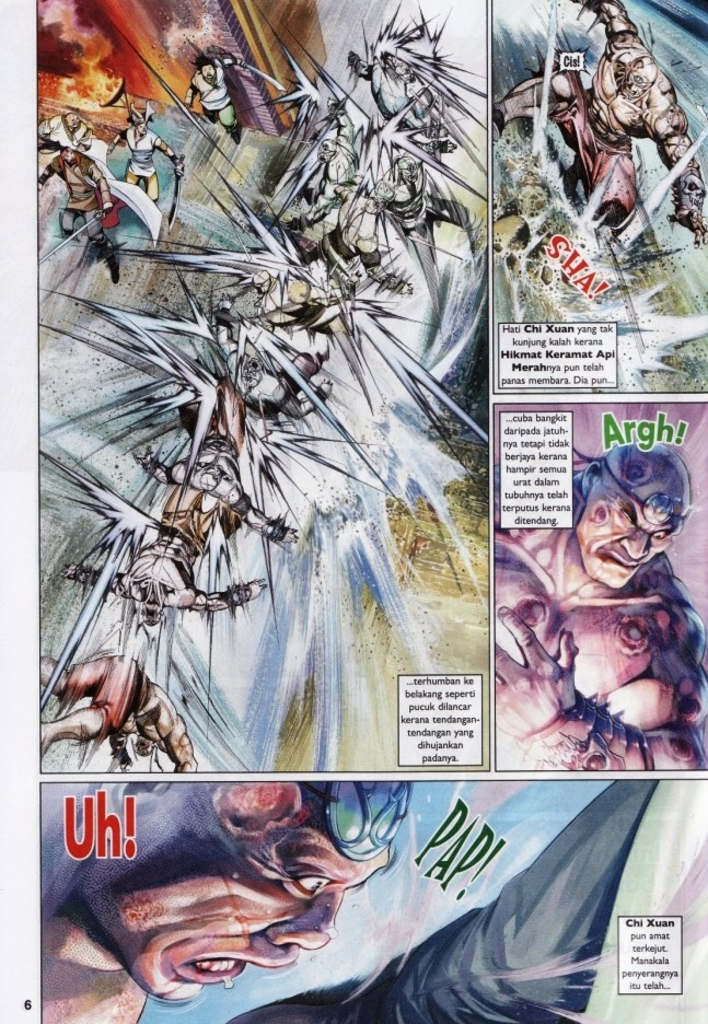 ...terhumban ke
belakang seperti
pucuk dilancar
kerana tendangan-
tendangan yang
dihujankan
padanya.
Cis!
SHA!
Hati Chi Xuan yang tak
kunjung kalah kerana
Hikmat Keramat Api
Merahnya pun telah
panas membara. Dia pun...
...cuba bangkit
daripada jatuh-
nya tetapi tidak
berjaya kerana
hampir semua
urat dalam
tubuhnya telah
terputus kerana
ditendang.
Argh!
Uh!
PAP!
Chi Xuan
pun amat
terkejut.
Manakala
penyerangnya
itu telah...
6